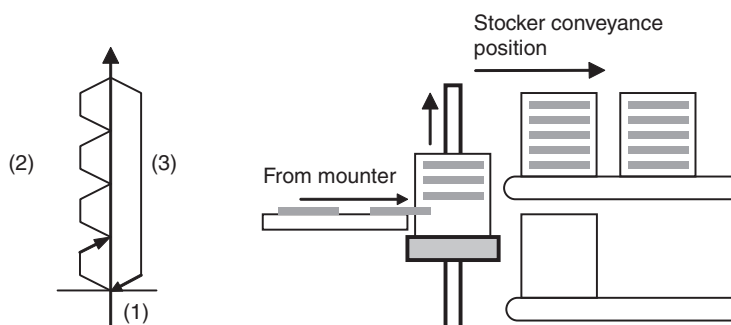 Stocker conveyance
position
(2)
(3)
From mounter
(1)